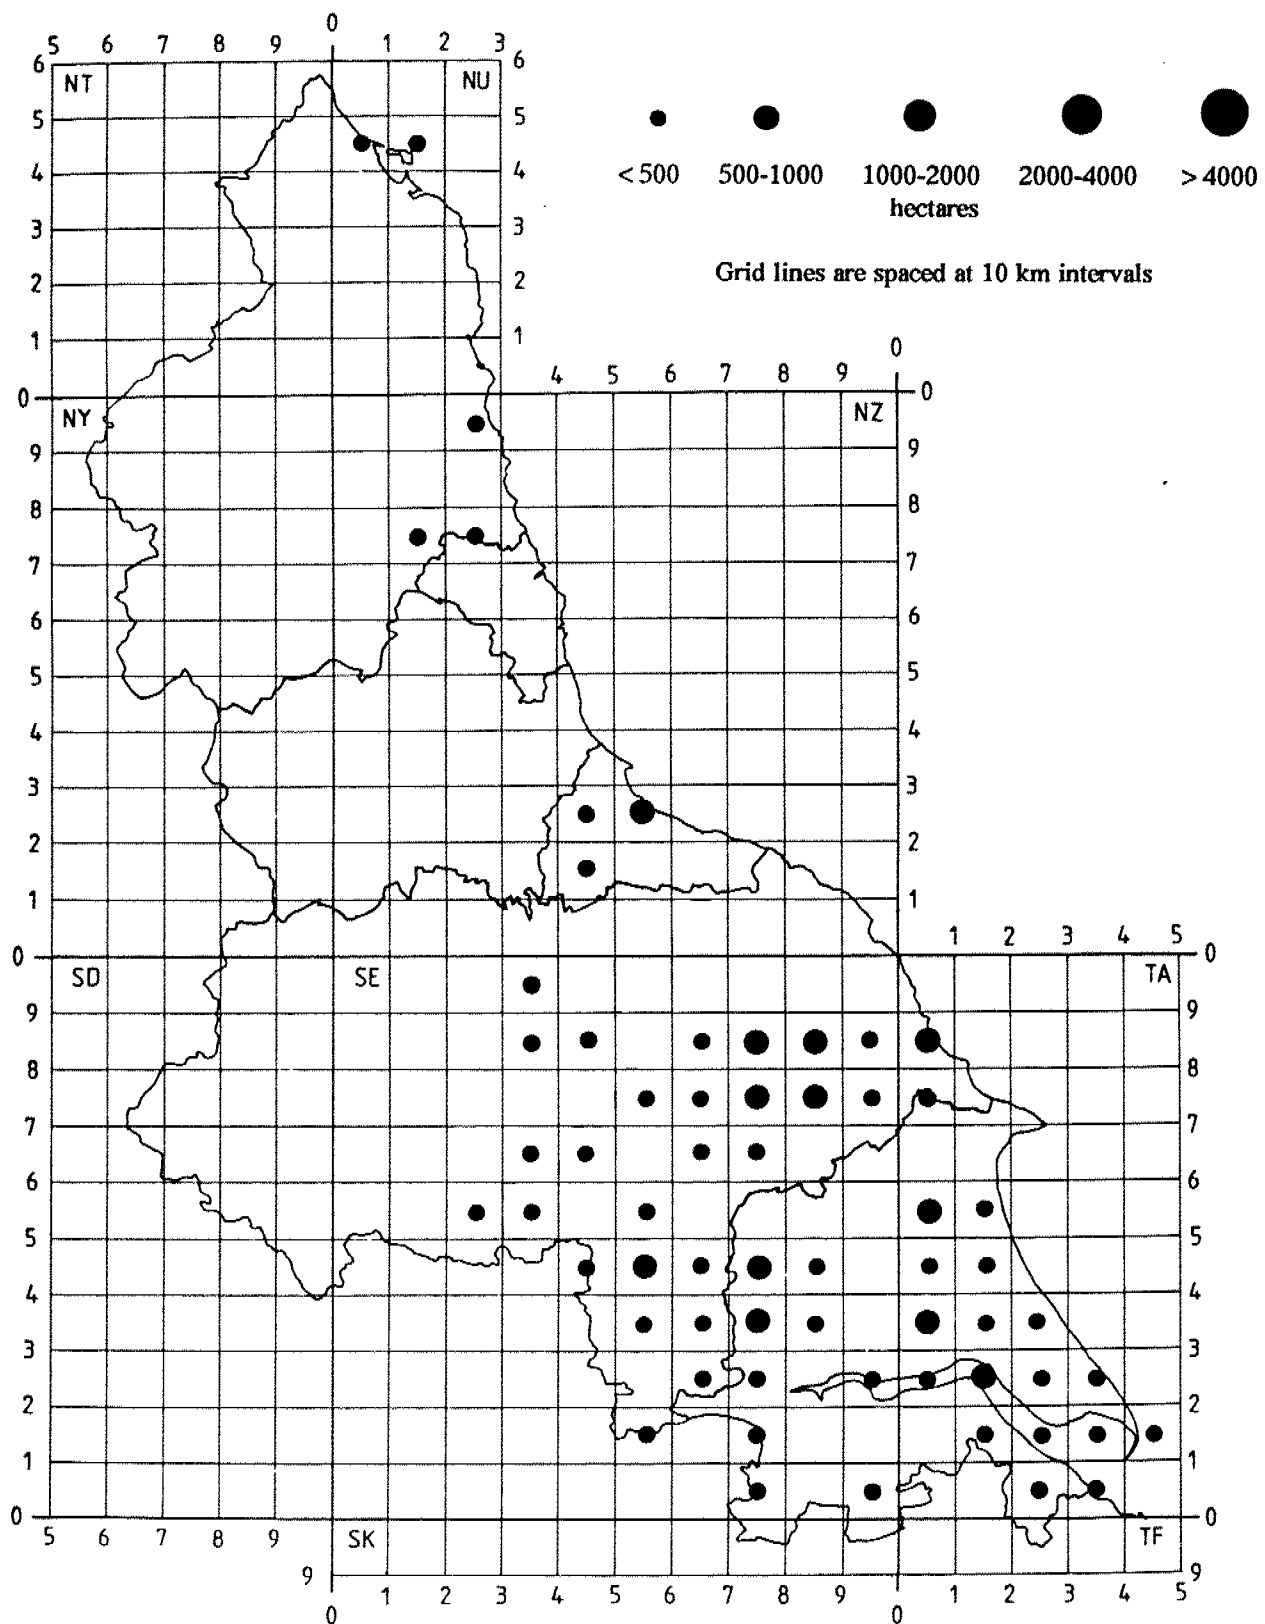 0
5 6 7 8 9 1 2 3
6 NT NU 6
5 5
4 4
3 3
2 2
1 1
<500 500-1000 1000-2000 2000-4000 >4000
hectares
Grid lines are spaced at 10 km intervals
0
4 5 6 7 8 9
0 0
NY NZ
9 9
8 8
7 7
6 6
5 5
4 4
3 3
2 2
1 1
1 2 3 4 5
0 0
SD SE TA
9 9
8 8
7 7
6 6
5 5
4 4
3 3
2 2
1 1
0 0
5 6 7 8 9 SK TF
9 9
1 2 3 4 5 6 7 8 9 1 2 3 4 5
0 0